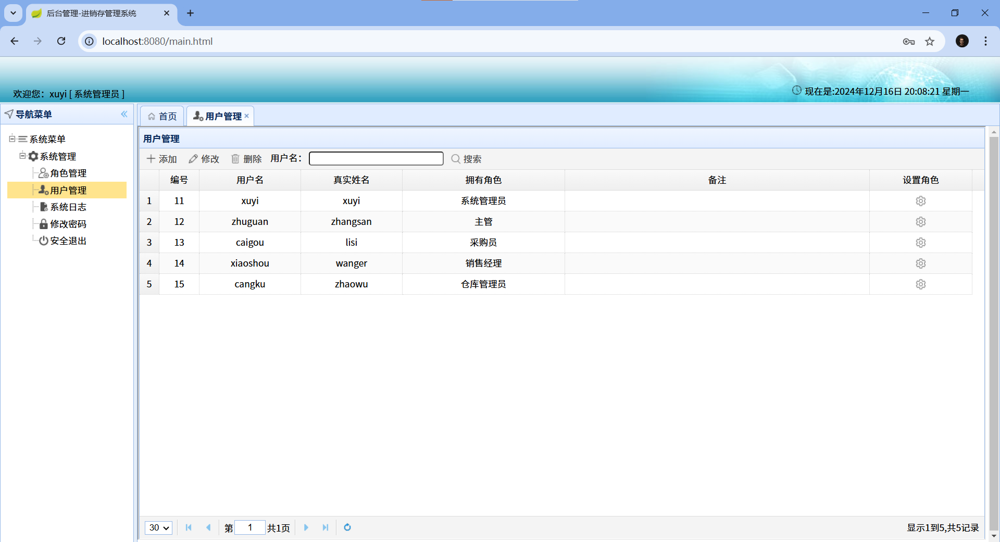 后台管理-进销存管理系统
localhost:8080/main.html
欢迎您：xuyi [ 系统管理员 ]
现在是:2024年12月16日 20:08:21 星期一
导航菜单
首页
用户管理
系统菜单
系统管理
角色管理
用户管理
系统日志
修改密码
安全退出
用户管理
添加 修改 删除 用户名： 搜索
编号 用户名 真实姓名 拥有角色 备注 设置角色
1 11 xuyi xuyi 系统管理员
2 12 zhuguan zhangsan 主管
3 13 caigou lisi 采购员
4 14 xiaoshou wanger 销售经理
5 15 cangku zhaowu 仓库管理员
30 第 1 共1页 显示1到5,共5记录